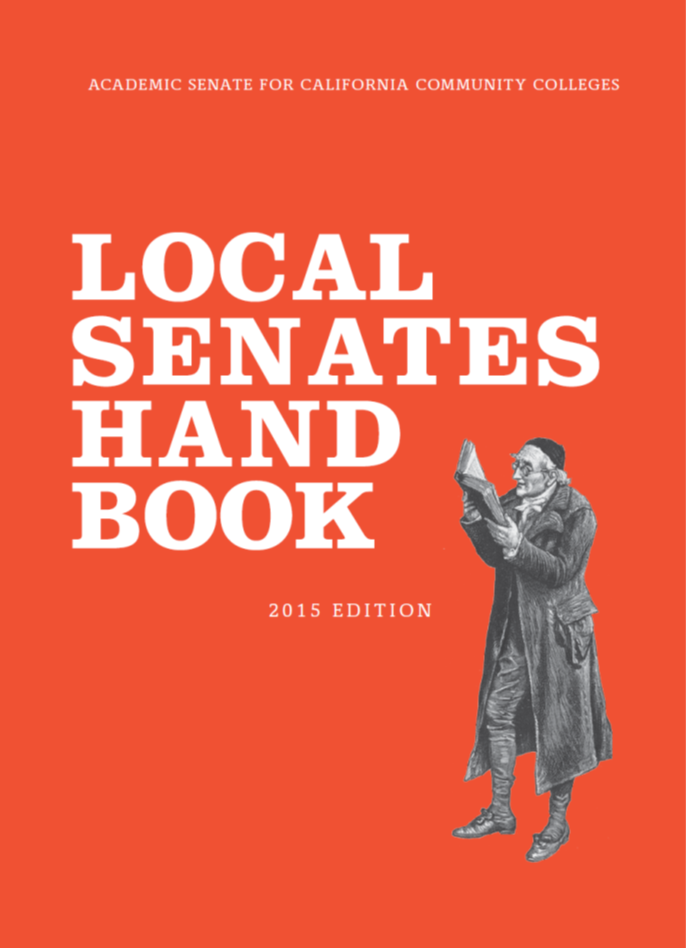 ACADEMIC SENATE FOR CALIFORNIA COMMUNITY COLLEGES
LOCAL
SENATES
HAND
BOOK
2015 EDITION